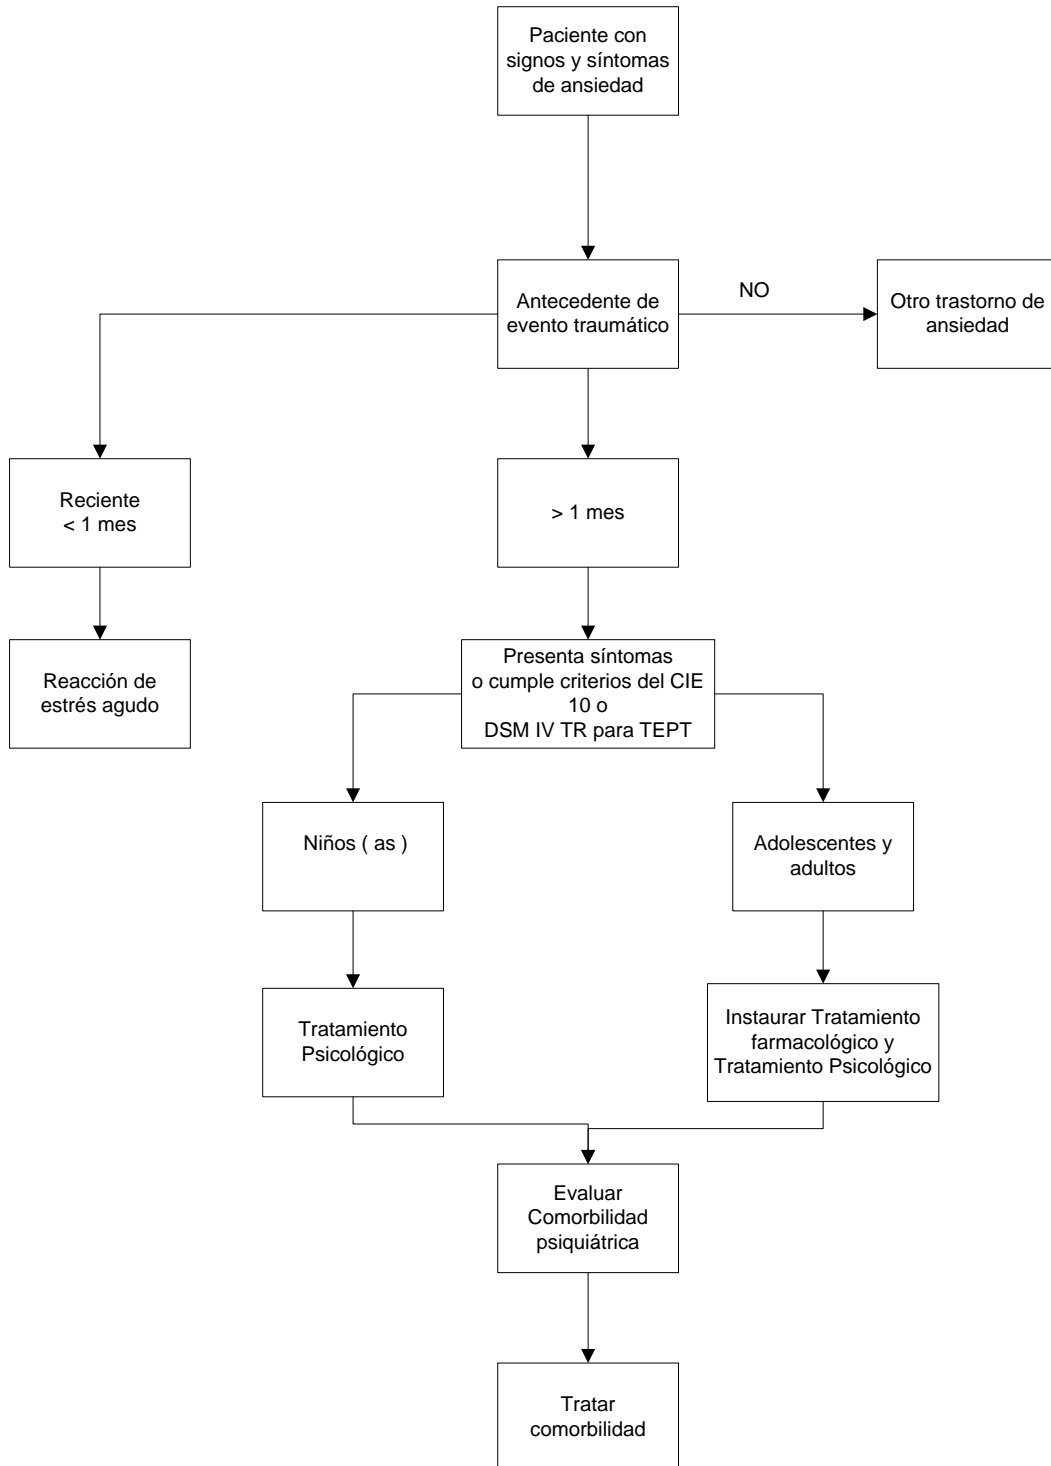 Paciente con
signos y síntomas
de ansiedad
Antecedente de
evento traumático
NO
Otro trastorno de
ansiedad
Reciente
< 1 mes
> 1 mes
Reacción de
estrés agudo
Presenta síntomas
o cumple criterios del CIE
10 o
DSM IV TR para TEPT
Niños ( as )
Adolescentes y
adultos
Tratamiento
Psicológico
Instaurar Tratamiento
farmacológico y
Tratamiento Psicológico
Evaluar
Comorbilidad
psiquiátrica
Tratar
comorbilidad